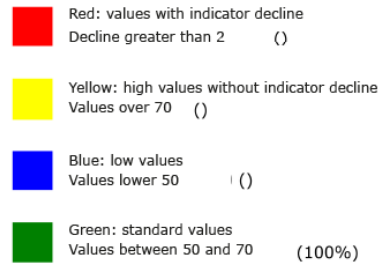 Red: values with indicator decline
Decline greater than 2 ()
Yellow: high values without indicator decline
Values over 70 ()
Blue: low values
Values lower 50 ()
Green: standard values
Values between 50 and 70 (100%)